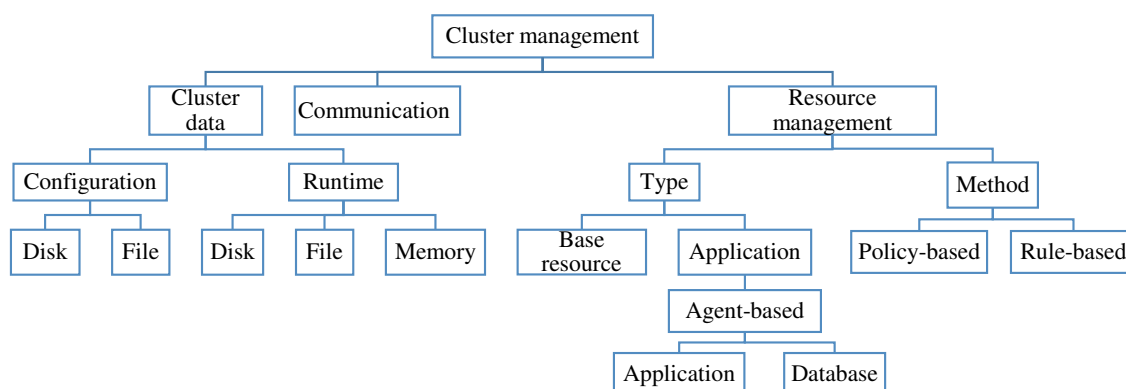 Cluster management
Cluster
data
Communication
Resource
management
Configuration
Runtime
Type
Method
Disk
File
Disk
File
Memory
Base
resource
Application
Policy-based
Rule-based
Agent-based
Application
Database